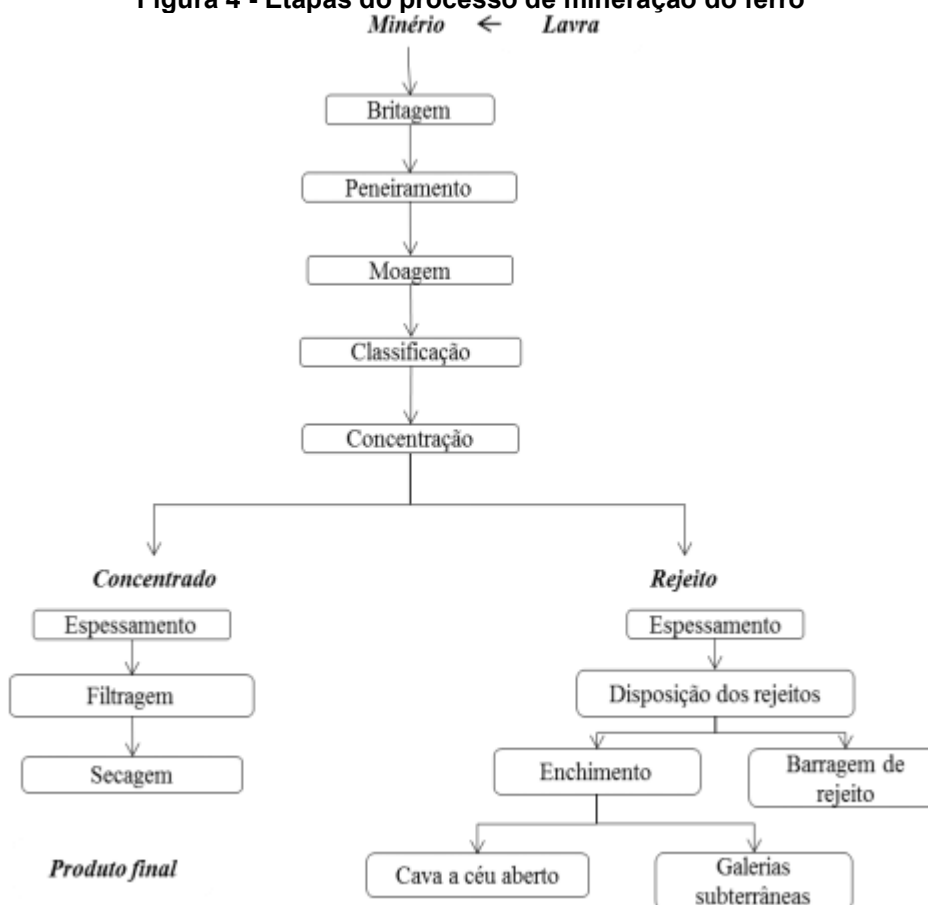 Figura 4 - Etapas do processo de mineração do ferro
Minério ← Lavra
Britagem
Peneiramento
Moagem
Classificação
Concentração
Concentrado
Rejeito
Espessamento
Espessamento
Filtragem
Disposição dos rejeitos
Secagem
Enchimento
Barragem de
rejeito
Produto final
Cava a céu aberto
Galerias
subterrâneas